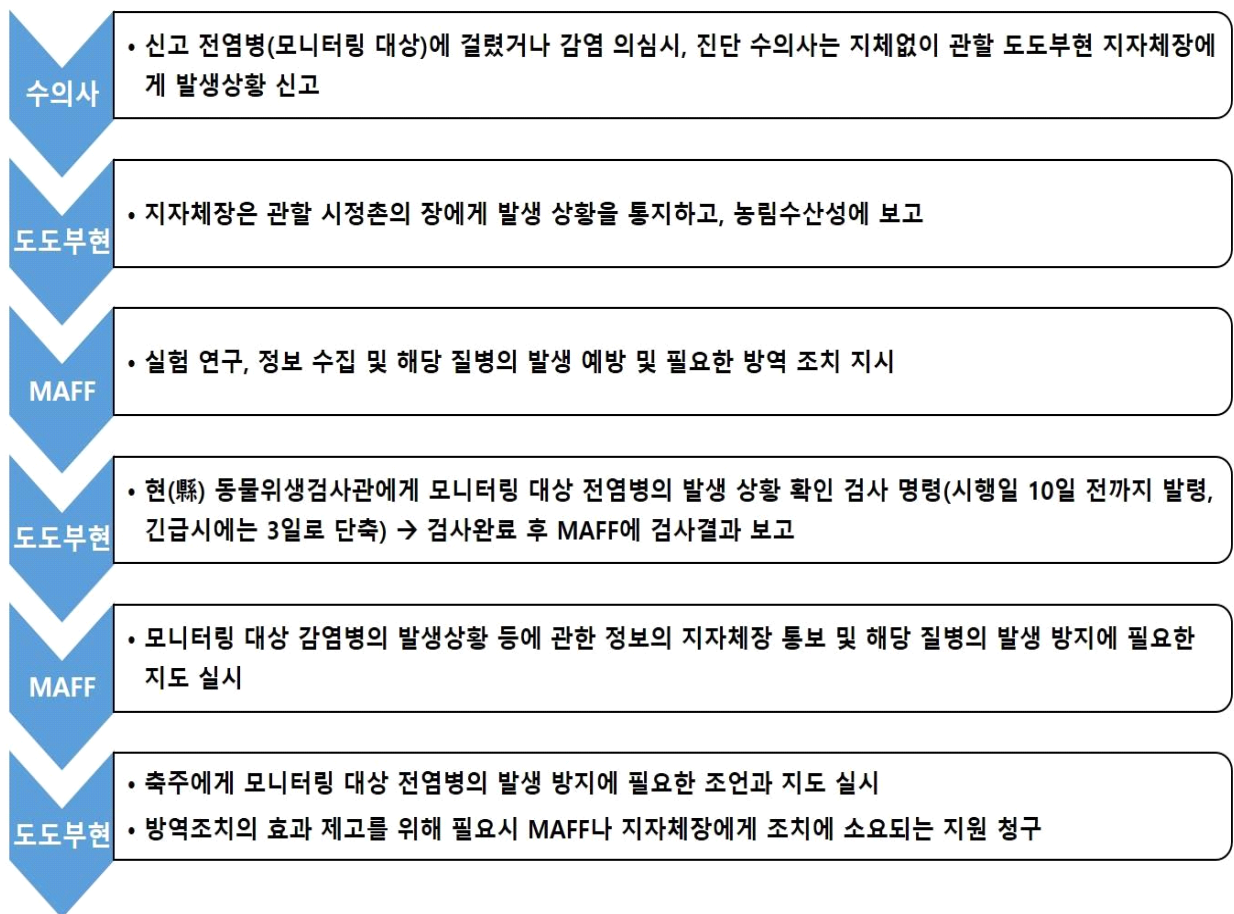 수의사
• 신고 전염병(모니터링 대상)에 걸렸거나 감염 의심시, 진단 수의사는 지체없이 관할 도도부현 지자체장에
게 발생상황 신고
도도부현
• 지자체장은 관할 시정촌의 장에게 발생 상황을 통지하고, 농림수산성에 보고
MAFF
• 실험 연구, 정보 수집 및 해당 질병의 발생 예방 및 필요한 방역 조치 지시
도도부현
• 현(縣) 동물위생검사관에게 모니터링 대상 전염병의 발생 상황 확인 검사 명령(시행일 10일 전까지 발령,
긴급시에는 3일로 단축) → 검사완료 후 MAFF에 검사결과 보고
MAFF
• 모니터링 대상 감염병의 발생상황 등에 관한 정보의 지자체장 통보 및 해당 질병의 발생 방지에 필요한
지도 실시
도도부현
• 축주에게 모니터링 대상 전염병의 발생 방지에 필요한 조언과 지도 실시
• 방역조치의 효과 제고를 위해 필요시 MAFF나 지자체장에게 조치에 소요되는 지원 청구